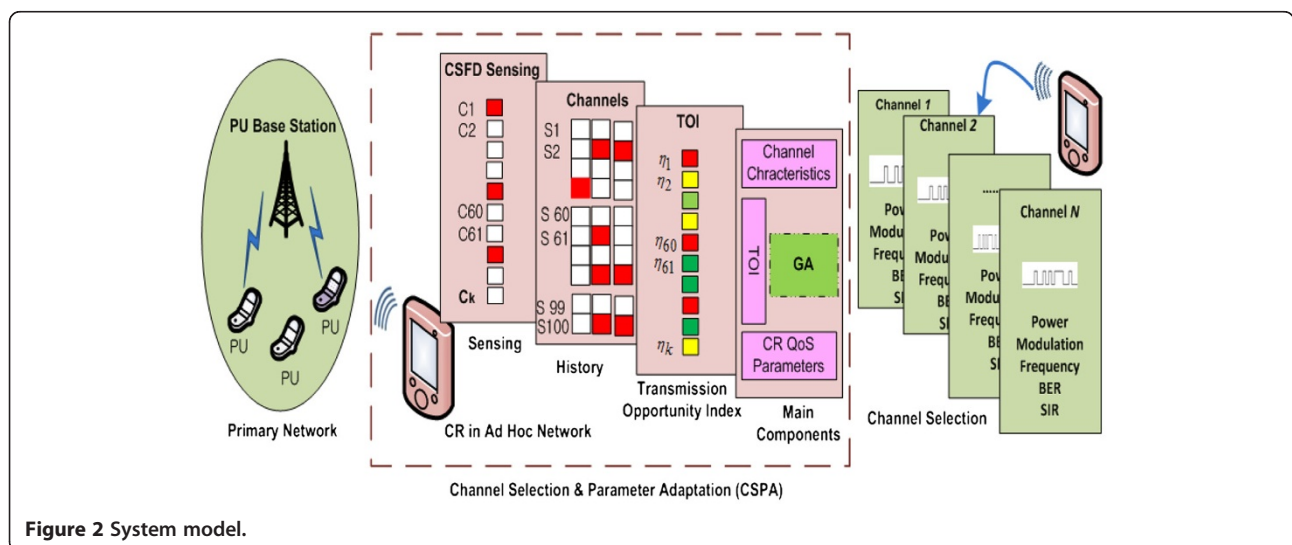 PU Base Station
PU
PU
PU
Primary Network
CSFD Sensing
C1
C2
C60
C61
Ck
Sensing
CR in Ad Hoc Network
Channels
S1
S2
S 60
S 61
S 99
S100
History
TOI
η1
η2
η60
η61
ηk
Transmission
Opportunity Index
Channel
Chracteristics
TOI
GA
CR QoS
Parameters
Main
Components
Channel Selection & Parameter Adaptation (CSPA)
Channel 1
Channel 2
.......
Channel N
Power
Modulation
Frequency
BER
SIR
Channel Selection
Figure 2 System model.